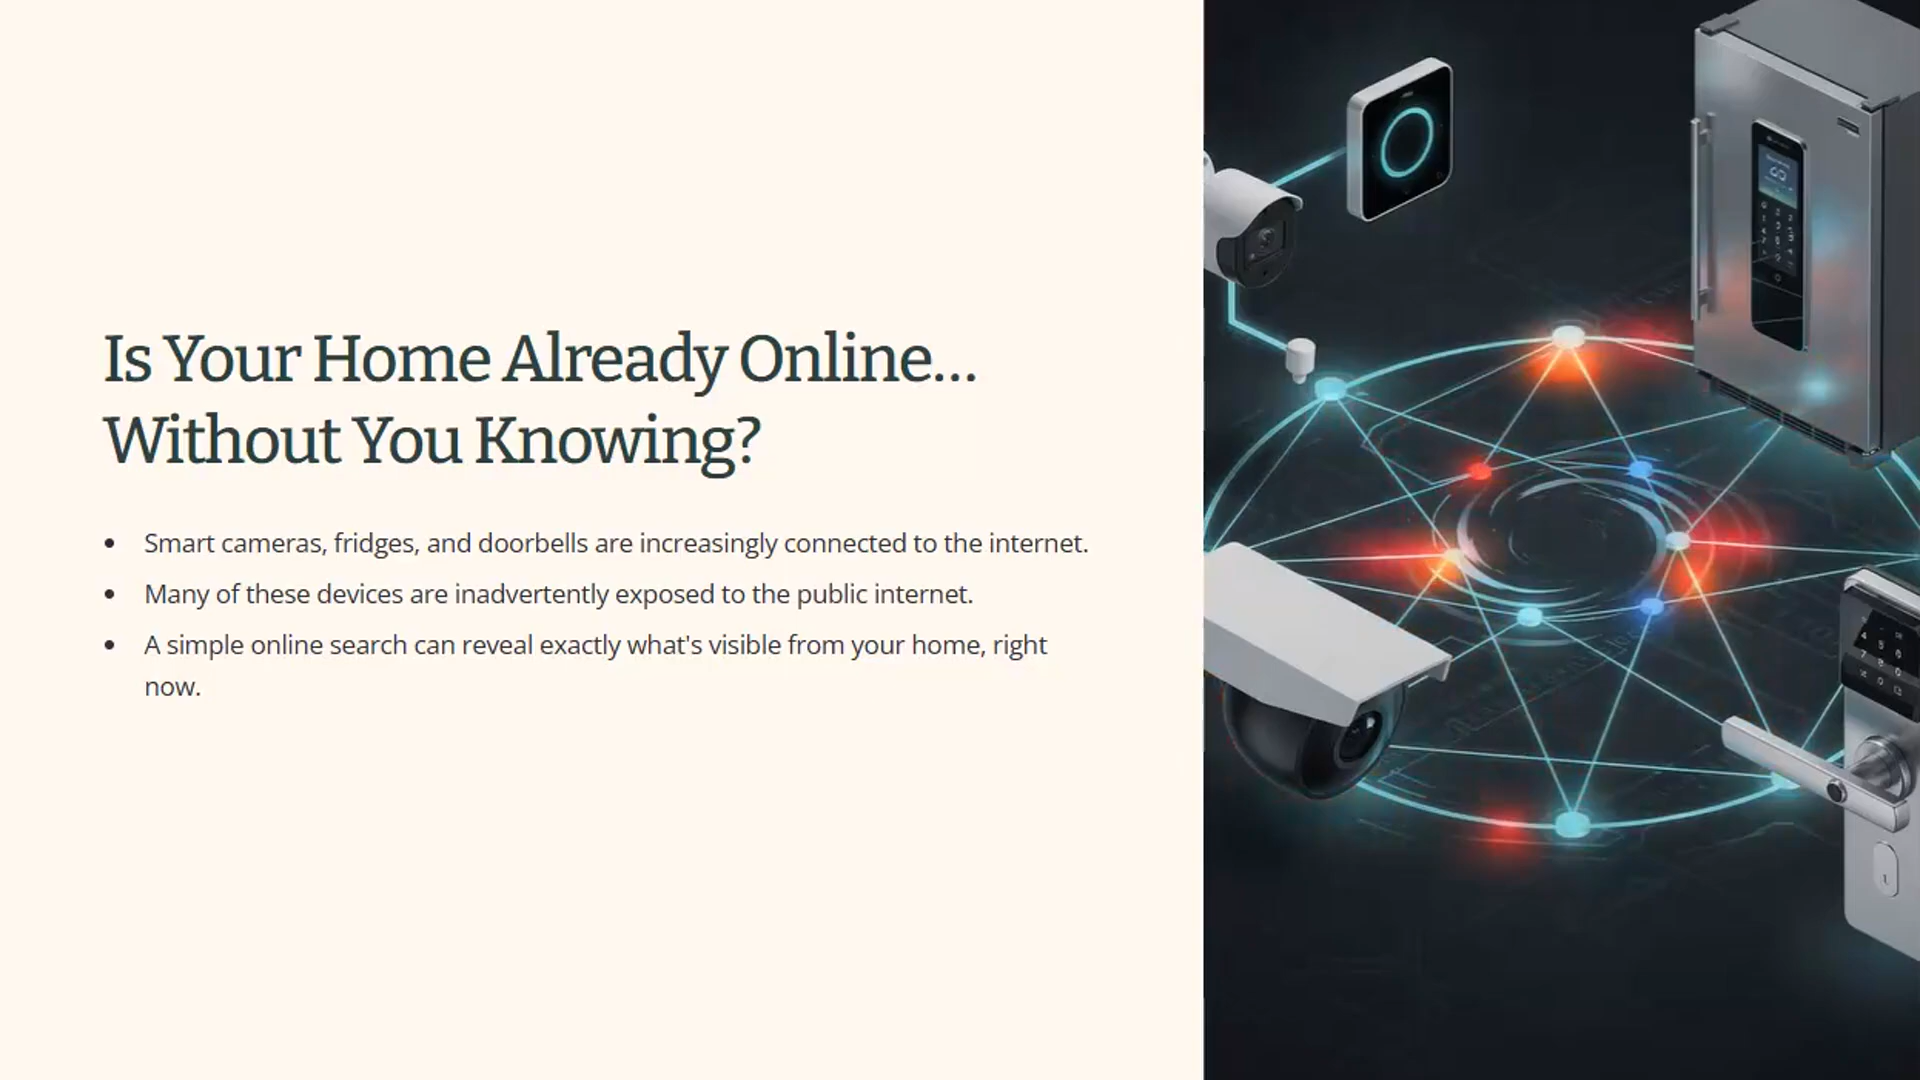 Is Your Home Already Online...
Without You Knowing?
• Smart cameras, fridges, and doorbells are increasingly connected to the internet.
• Many of these devices are inadvertently exposed to the public internet.
• A simple online search can reveal exactly what's visible from your home, right
now.